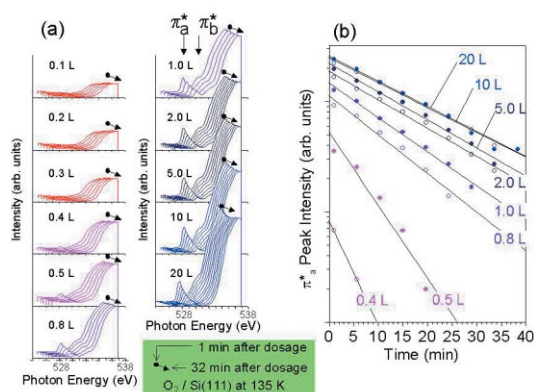 (a)
π*a π*b
0.1 L
0.2 L
0.3 L
0.4 L
0.5 L
0.8 L
1.0 L
2.0 L
5.0 L
10 L
20 L
Intensity (arb. units)
Intensity (arb. units)
528 538
Photon Energy (eV)
528 538
Photon Energy (eV)
1 min after dosage
32 min after dosage
O2 / Si(111) at 135 K
(b)
π*a Peak Intensity (arb. units)
20 L
10 L
5.0 L
2.0 L
1.0 L
0.8 L
0.5 L
0.4 L
0 5 10 15 20 25 30 35 40
Time (min)